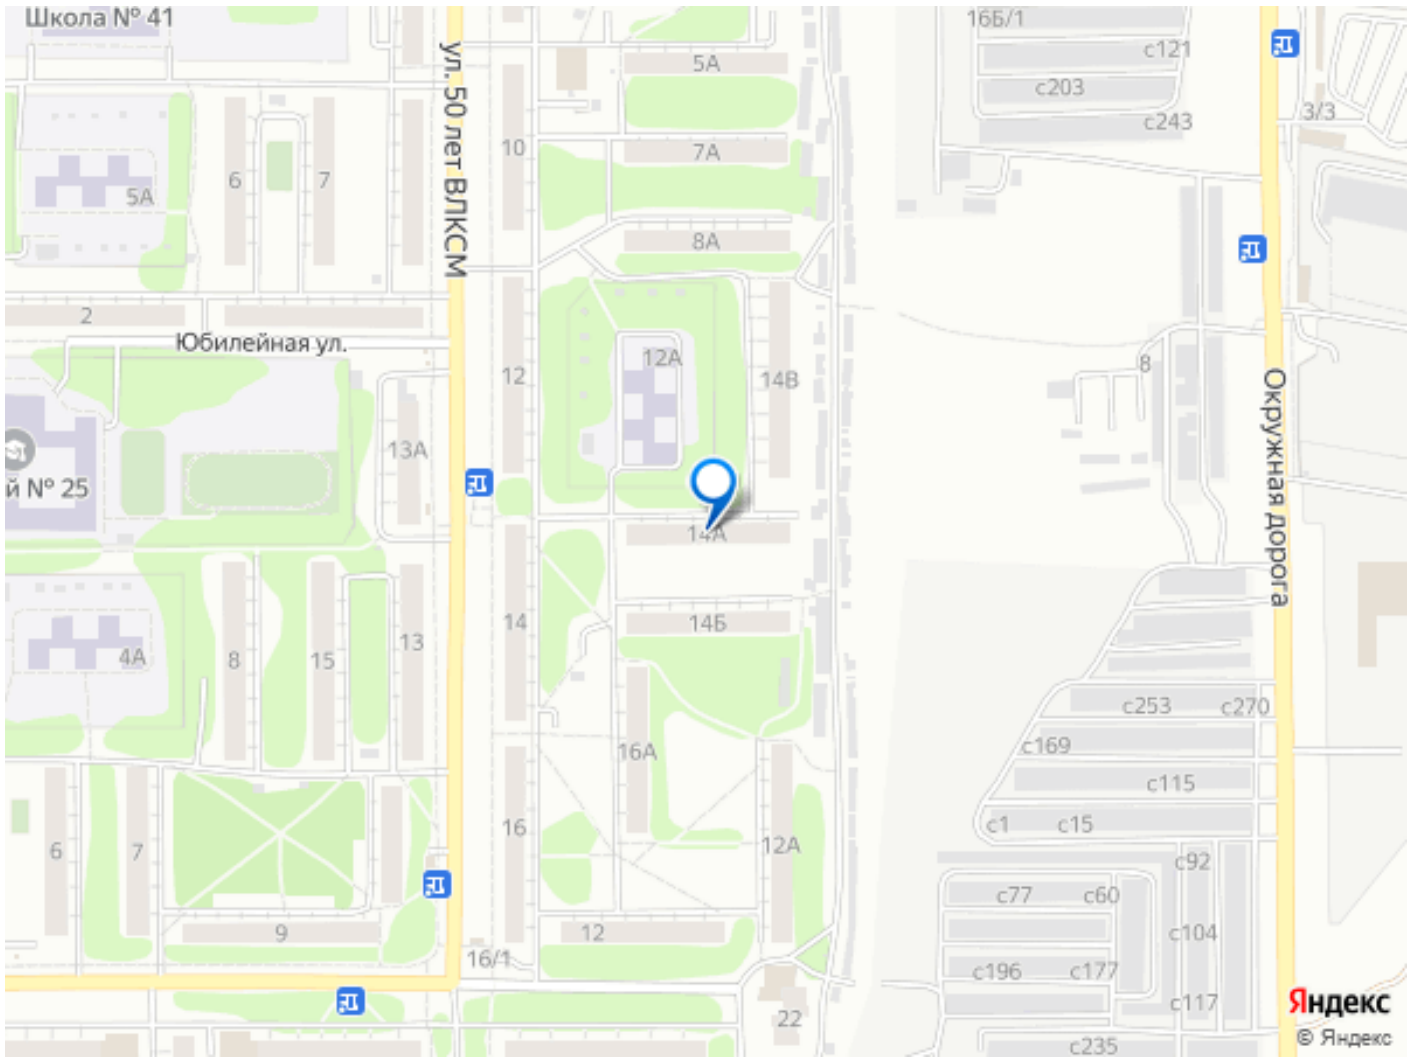 Школа № 41
16Б/1
с121
5А
с203
3/3
с243
ул. 50 лет ВЛКСМ
10
7А
6
7
5А
8А
2
Юбилейная ул.
12А
8
12
14В
Окружная дорога
13А
й № 25
14А
14
14Б
4А
8
15
13
с253
с270
16А
с169
с115
16
с1
с15
6
7
12А
с92
с77
с60
9
12
с104
16/1
с196
с177
с117
22
с235
Яндекс
© Яндекс